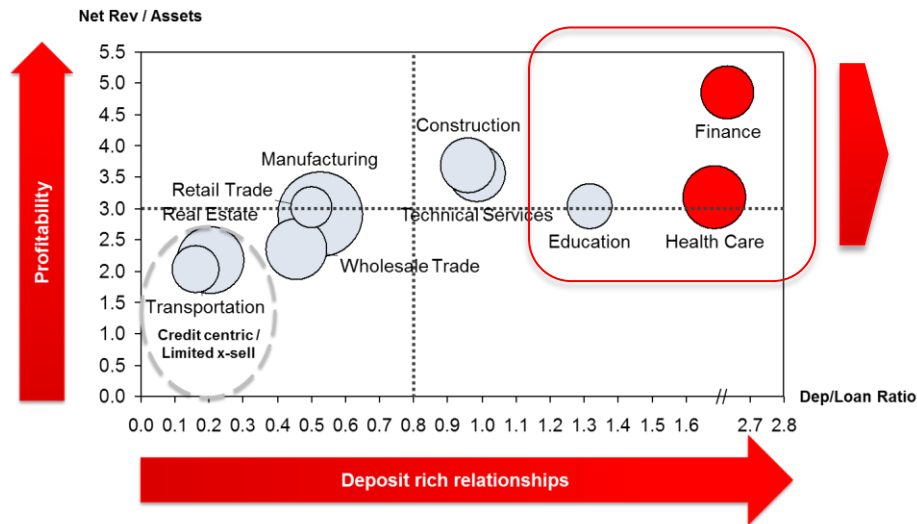 Net Rev / Assets
Profitability
5.5
5.0
4.5
4.0
3.5
3.0
2.5
2.0
1.5
1.0
0.5
0.0
Finance
Construction
Manufacturing
Retail Trade
Real Estate
Technical Services
Education
Health Care
Wholesale Trade
Transportation
Credit centric /
Limited x-sell
Dep/Loan Ratio
0.0 0.1 0.2 0.3 0.4 0.5 0.6 0.7 0.8 0.9 1.0 1.1 1.2 1.3 1.4 1.5 1.6 // 2.7 2.8
Deposit rich relationships